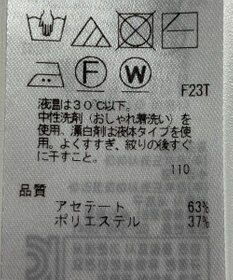 F
W
F23T
液温は30℃以下。
中性洗剤(おしゃれ着洗い)を
使用、漂白剤は液体タイプを使
用。よくすすぎ、絞りの後すぐ
に干すこと。
110
品質
アセテート 63%
ポリエステル 37%